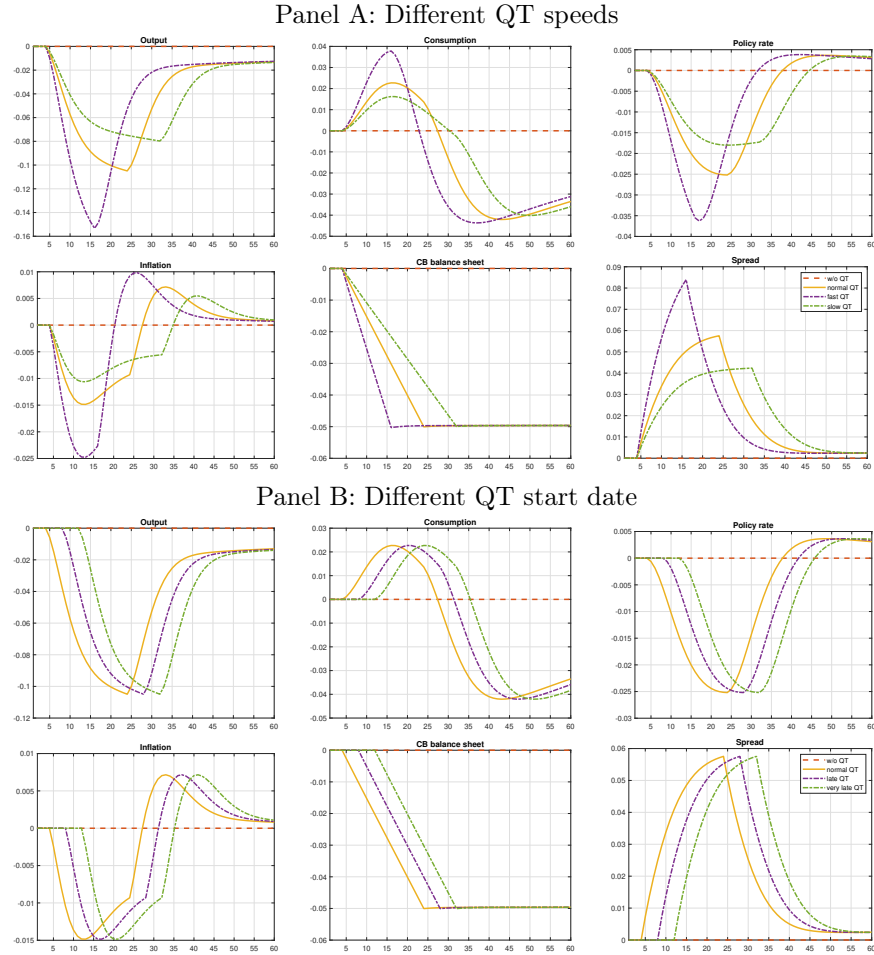 Panel A: Different QT speeds
Output
0
-0.02
-0.04
-0.06
-0.08
-0.1
-0.12
-0.14
-0.16
5 10 15 20 25 30 35 40 45 50 55 60
Consumption
0.04
0.03
0.02
0.01
0
-0.01
-0.02
-0.03
-0.04
-0.05
5 10 15 20 25 30 35 40 45 50 55 60
Policy rate
0.005
0
-0.005
-0.01
-0.015
-0.02
-0.025
-0.03
-0.035
-0.04
5 10 15 20 25 30 35 40 45 50 55 60
Inflation
0.01
0.005
0
-0.005
-0.01
-0.015
-0.02
-0.025
5 10 15 20 25 30 35 40 45 50 55 60
CB balance sheet
0
-0.01
-0.02
-0.03
-0.04
-0.05
-0.06
5 10 15 20 25 30 35 40 45 50 55 60
Spread
0.09
0.08
0.07
0.06
0.05
0.04
0.03
0.02
0.01
0
5 10 15 20 25 30 35 40 45 50 55 60
w/o QT
normal QT
fast QT
slow QT
Panel B: Different QT start date
Output
0
-0.02
-0.04
-0.06
-0.08
-0.1
-0.12
5 10 15 20 25 30 35 40 45 50 55 60
Consumption
0.03
0.02
0.01
0
-0.01
-0.02
-0.03
-0.04
-0.05
5 10 15 20 25 30 35 40 45 50 55 60
Policy rate
0.005
0
-0.005
-0.01
-0.015
-0.02
-0.025
-0.03
5 10 15 20 25 30 35 40 45 50 55 60
Inflation
0.01
0.005
0
-0.005
-0.01
-0.015
5 10 15 20 25 30 35 40 45 50 55 60
CB balance sheet
0
-0.01
-0.02
-0.03
-0.04
-0.05
-0.06
5 10 15 20 25 30 35 40 45 50 55 60
Spread
0.06
0.05
0.04
0.03
0.02
0.01
0
5 10 15 20 25 30 35 40 45 50 55 60
w/o QT
normal QT
late QT
very late QT